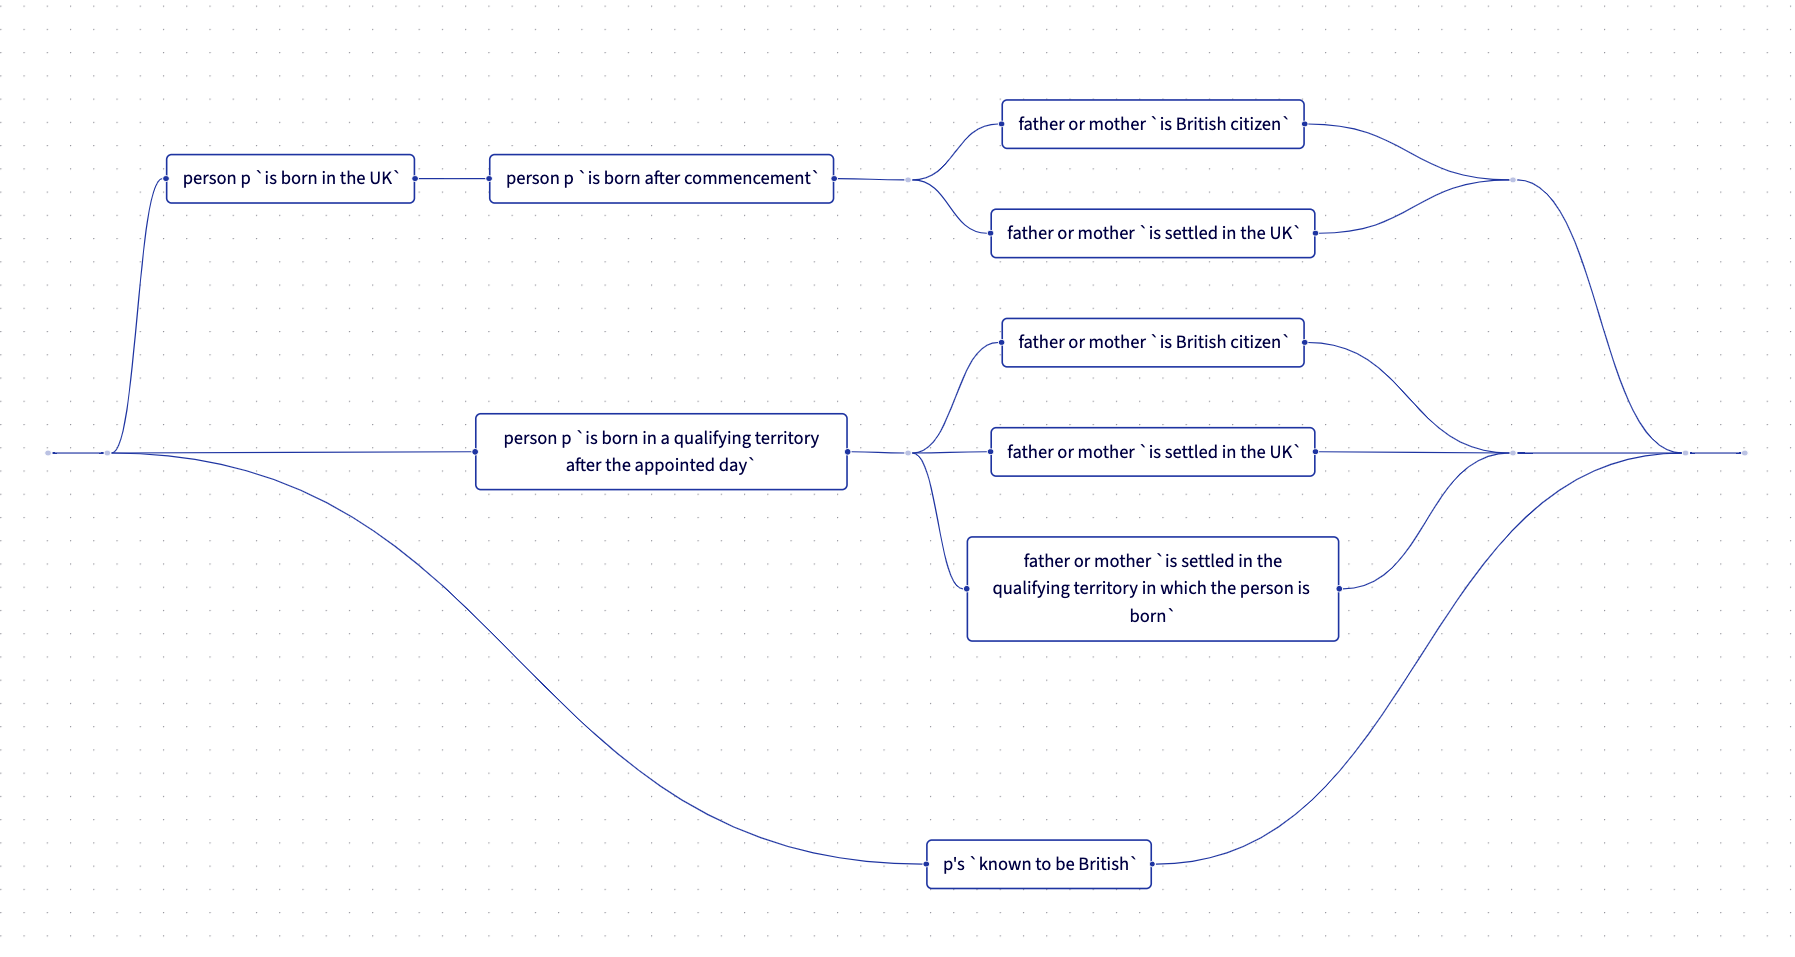 father or mother `is British citizen`
person p `is born in the UK`
person p `is born after commencement`
father or mother `is settled in the UK`
father or mother `is British citizen`
person p `is born in a qualifying territory
after the appointed day`
father or mother `is settled in the UK`
father or mother `is settled in the
qualifying territory in which the person is
born`
p's `known to be British`